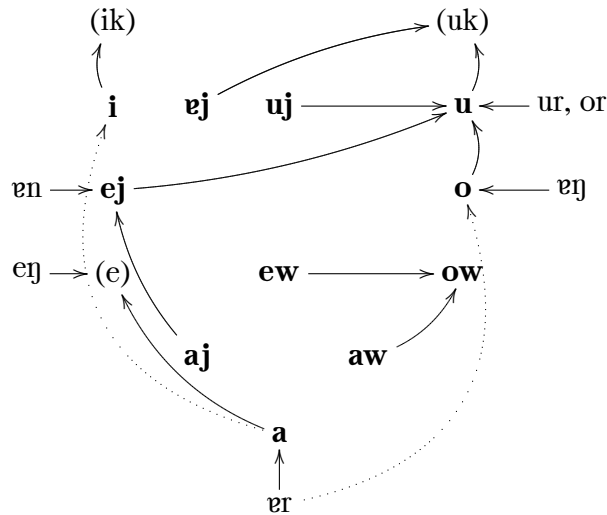 (ik) (uk)
i ɐj uj u ur, or
ɐn ej o ɐŋ
eŋ (e) ew ow
aj aw
a
ɐr